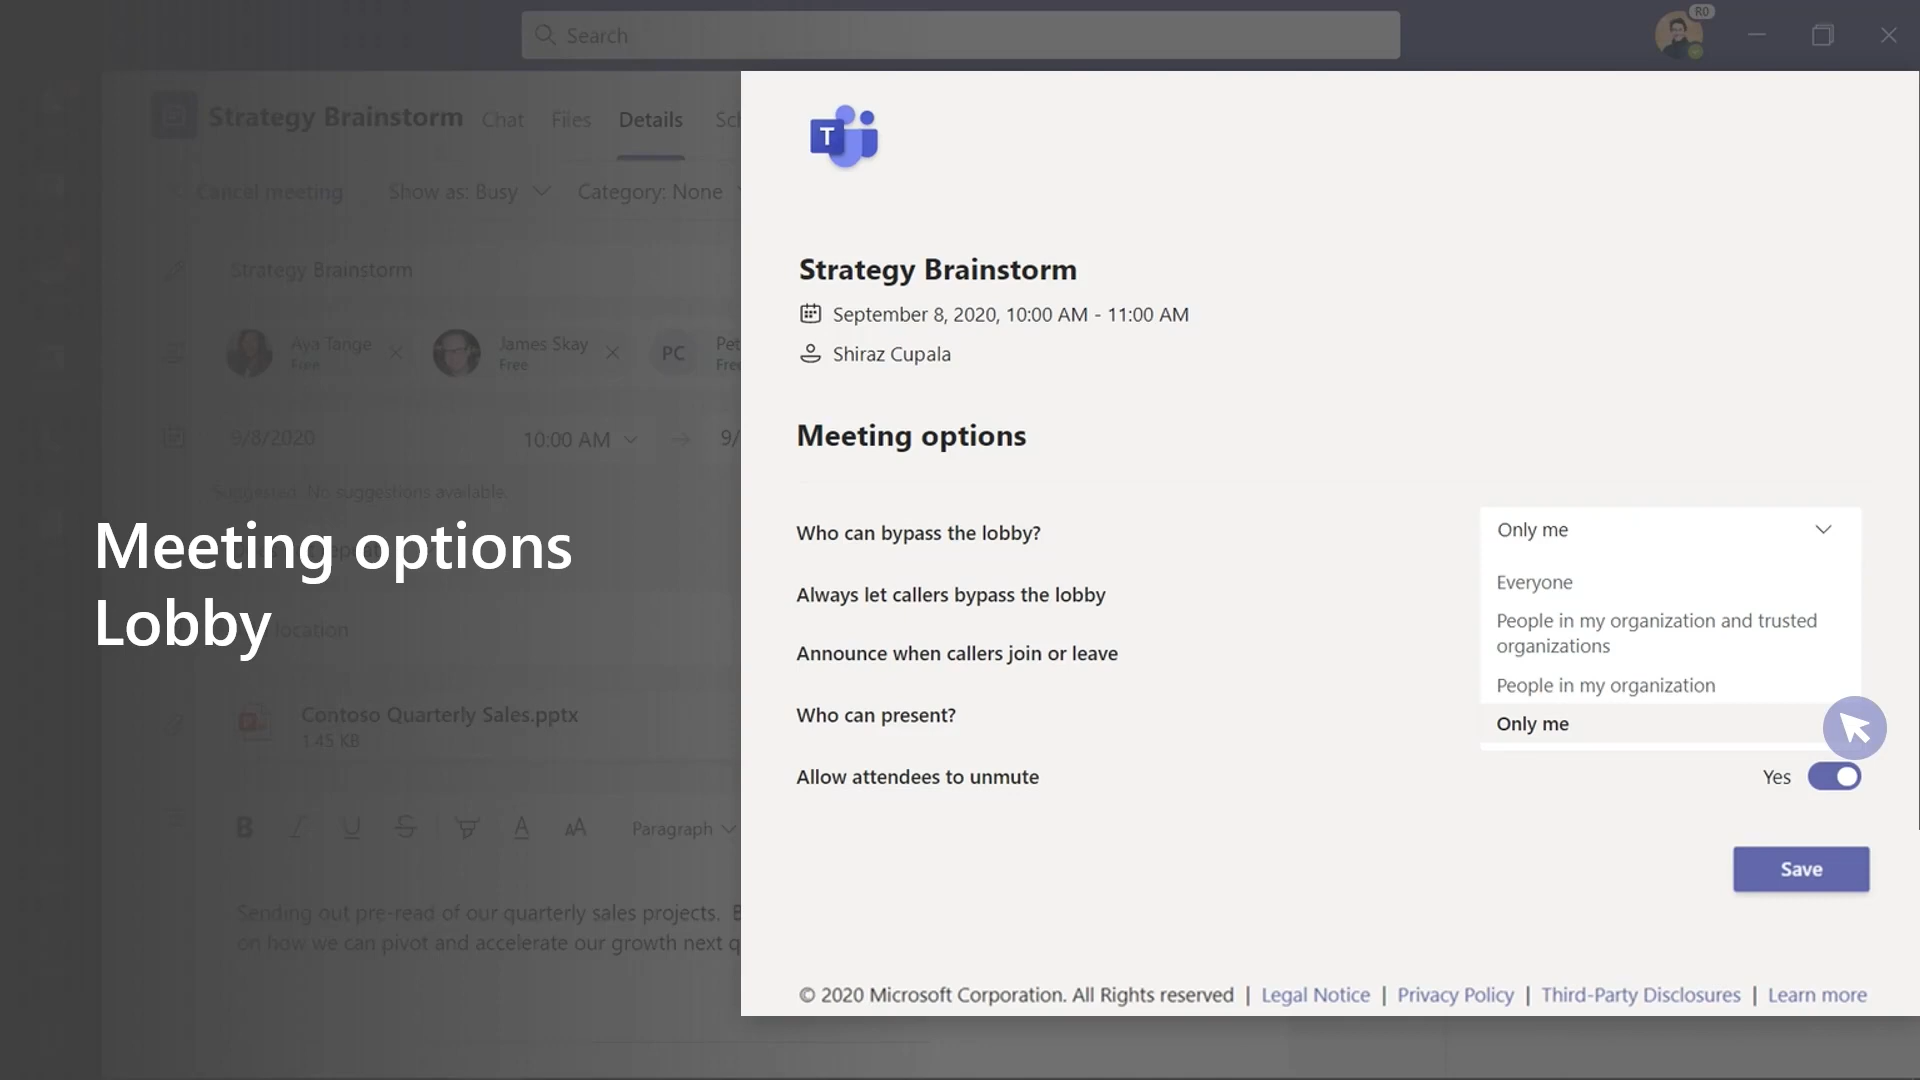 Search
R0
Strategy Brainstorm
Chat
Files
Details
Cancel meeting
Show as: Busy
Category: None
Strategy Brainstorm
Aya Tange
Free
James Skay
Free
PC
9/8/2020
10:00 AM
Suggested: No suggestions available.
Meeting options
Lobby
location
Contoso Quarterly Sales.pptx
1.45 KB
B I U S A AA Paragraph
Sending out pre-read of our quarterly sales projects.
on how we can pivot and accelerate our growth next
T
Strategy Brainstorm
September 8, 2020, 10:00 AM - 11:00 AM
Shiraz Cupala
Meeting options
Who can bypass the lobby?
Only me
Everyone
People in my organization and trusted
organizations
People in my organization
Only me
Always let callers bypass the lobby
Announce when callers join or leave
Who can present?
Allow attendees to unmute
Yes
Save
© 2020 Microsoft Corporation. All Rights reserved | Legal Notice | Privacy Policy | Third-Party Disclosures | Learn more